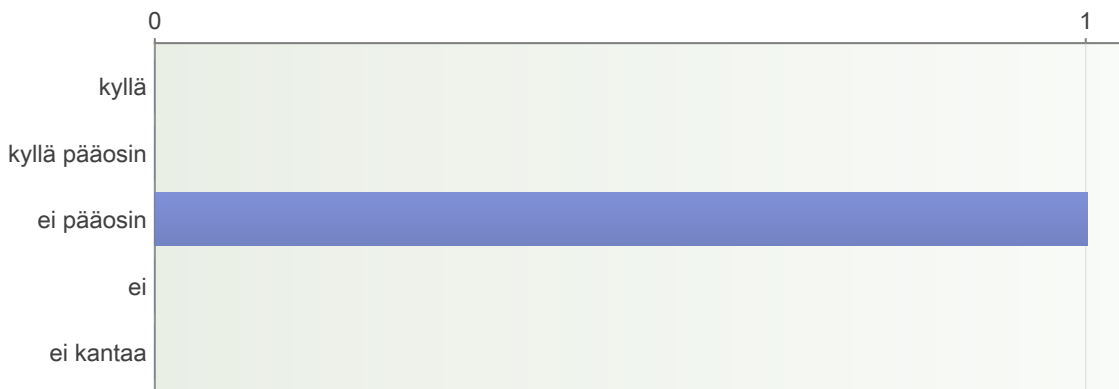 0 1
kyllä
kyllä pääosin
ei pääosin
ei
ei kantaa